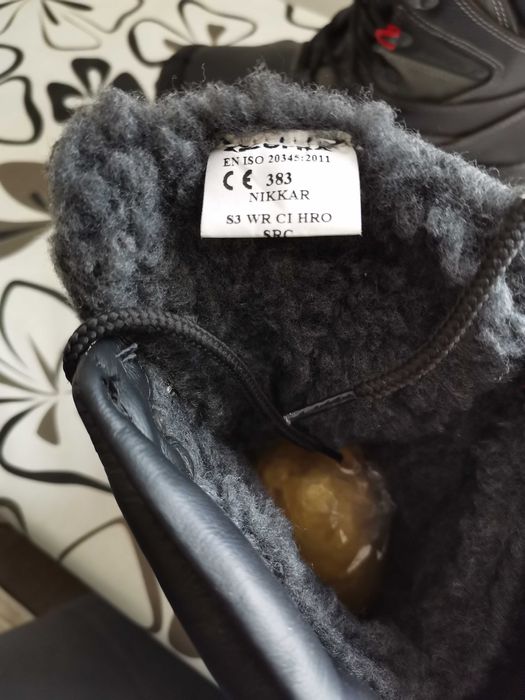 EN ISO 20345:2011
CE 383
NIKKAR
S3 WR CI HRO
SRC